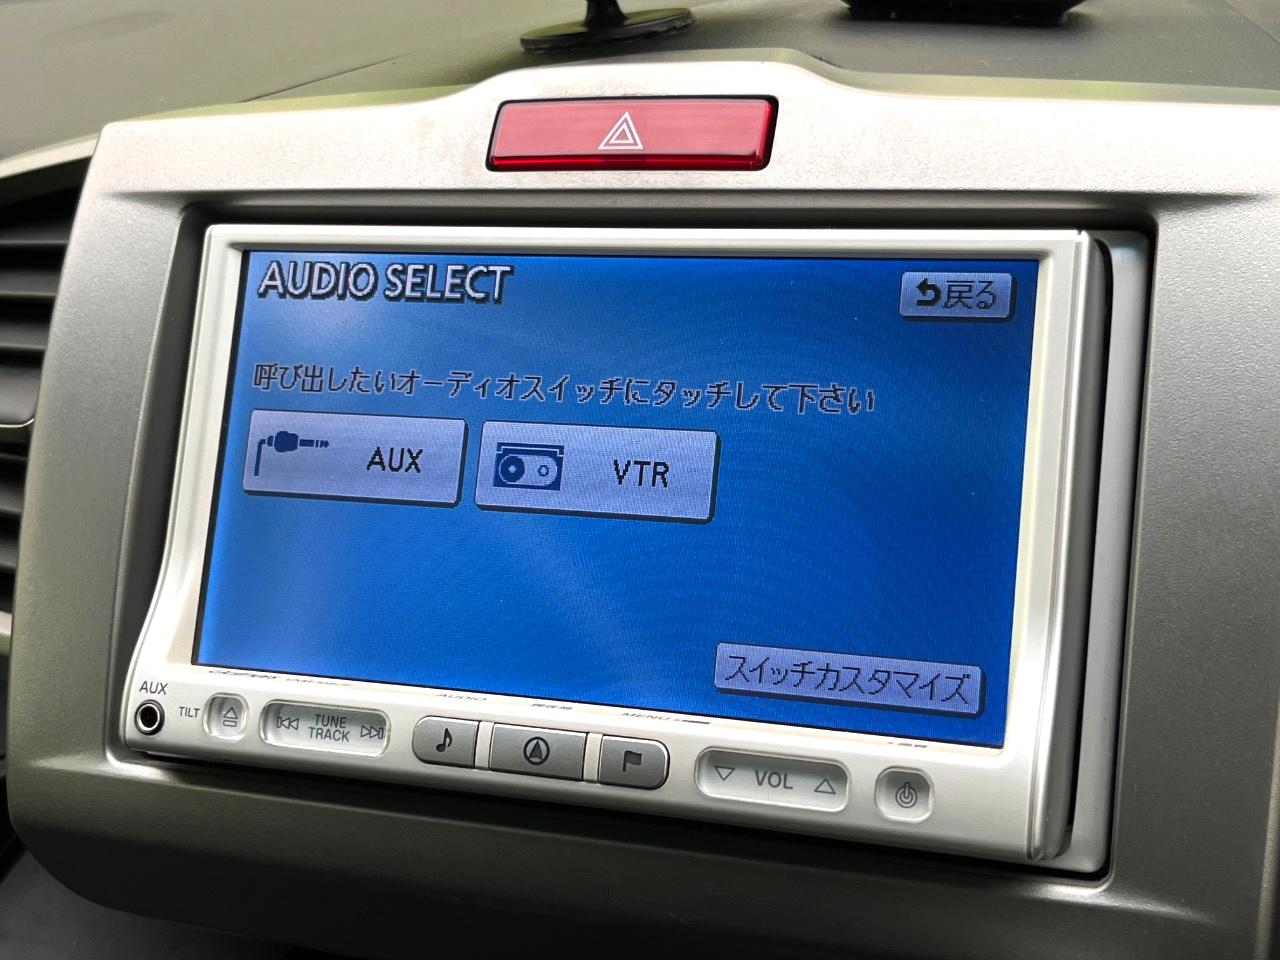 AUDIO SELECT
戻る
呼び出したいオーディオスイッチにタッチして下さい
AUX
VTR
スイッチカスタマイズ
AUX
TILT
TUNE
TRACK
AUDIO
MENU
VOL